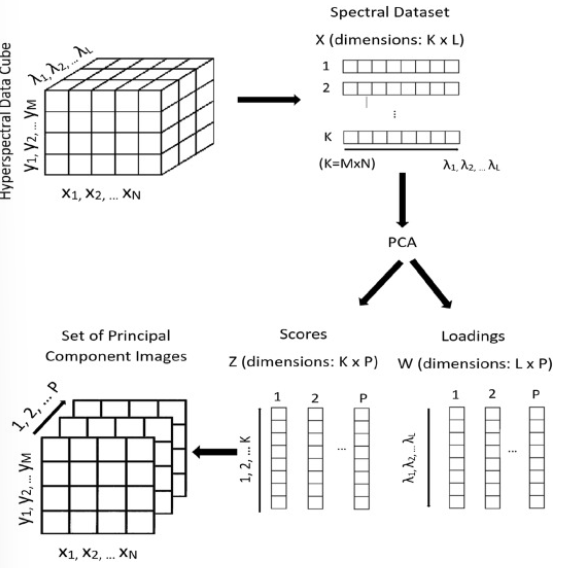 Spectral Dataset
X (dimensions: K x L)
Hyperspectral Data Cube
λ1, λ2, ... λL
y1, y2, ... yM
x1, x2, ... xN
1
2
...
K
(K=MxN)
λ1, λ2, ... λL
PCA
Set of Principal
Component Images
1, 2, ... P
y1, y2, ... yM
x1, x2, ... xN
Scores
Z (dimensions: K x P)
1 2 P
...
1, 2, ... K
Loadings
W (dimensions: L x P)
1 2 P
...
λ1, λ2, ... λL